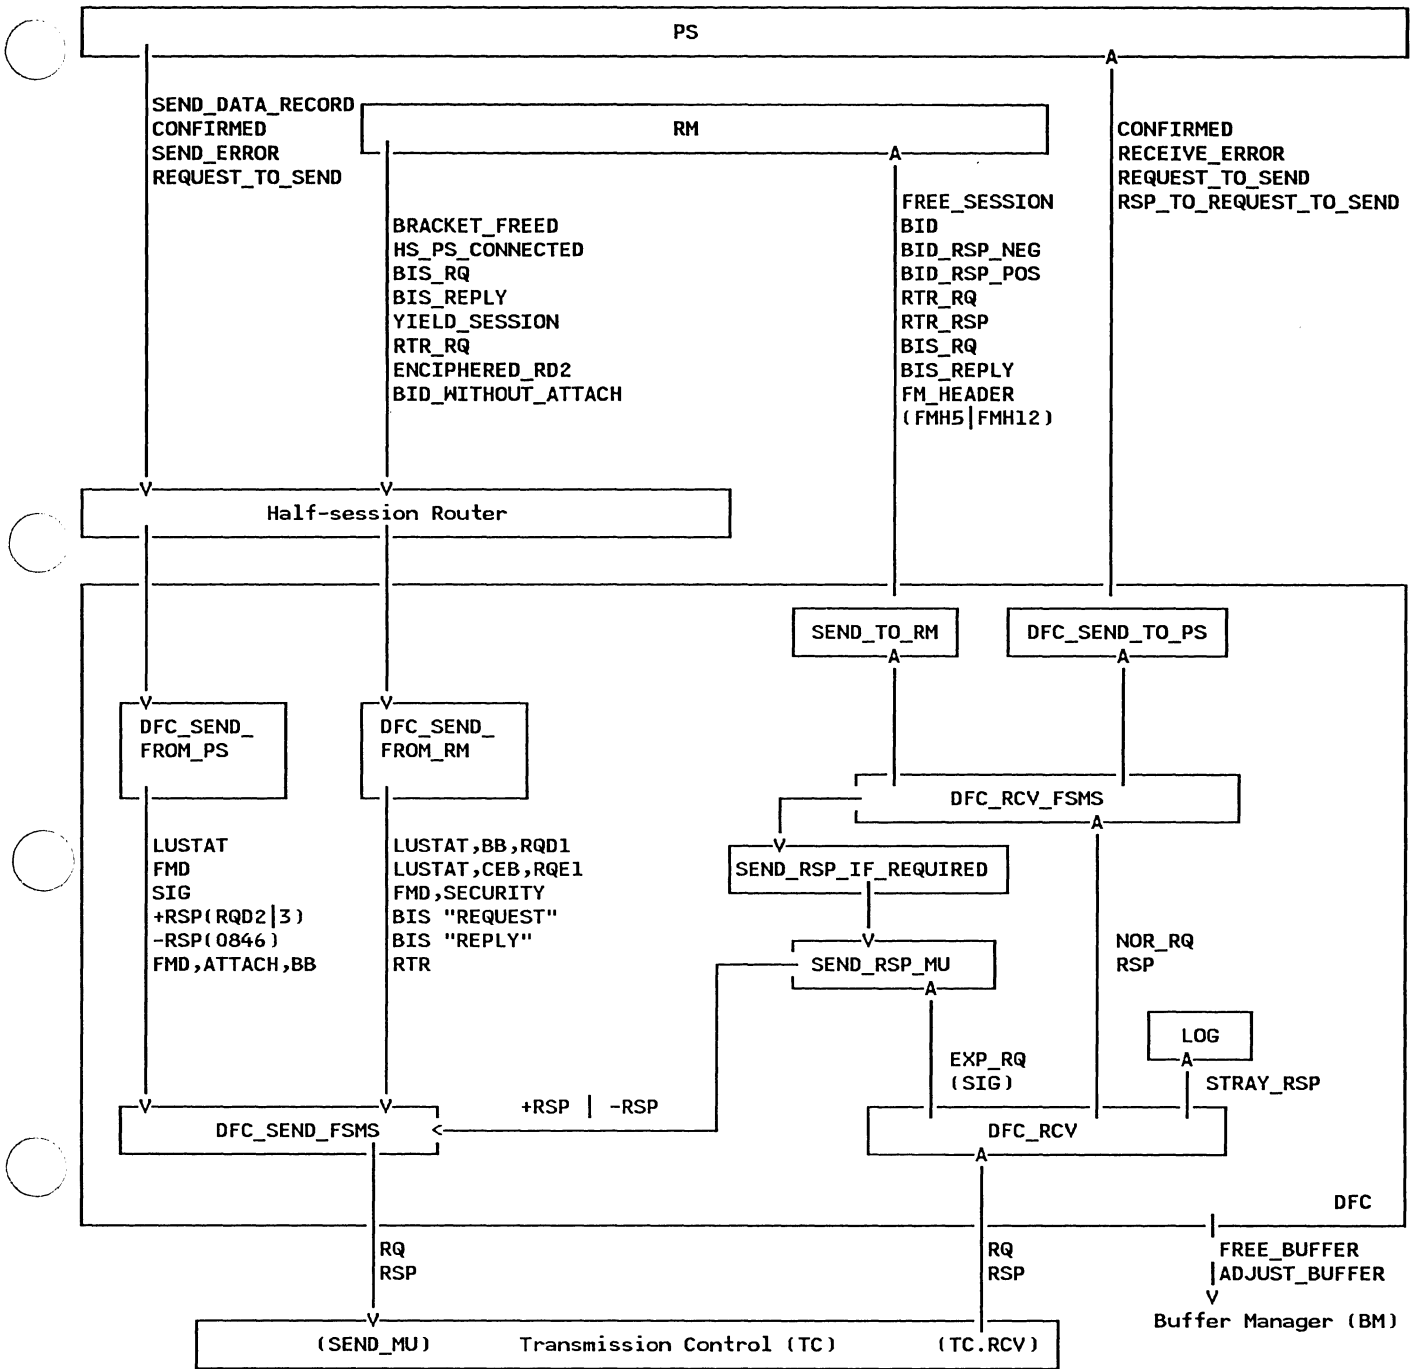 PS
SEND_DATA_RECORD
CONFIRMED
SEND_ERROR
REQUEST_TO_SEND
RM
CONFIRMED
RECEIVE_ERROR
REQUEST_TO_SEND
RSP_TO_REQUEST_TO_SEND
BRACKET_FREED
HS_PS_CONNECTED
BIS_RQ
BIS_REPLY
YIELD_SESSION
RTR_RQ
ENCIPHERED_RD2
BID_WITHOUT_ATTACH
FREE_SESSION
BID
BID_RSP_NEG
BID_RSP_POS
RTR_RQ
RTR_RSP
BIS_RQ
BIS_REPLY
FM_HEADER
(FMH5|FMH12)
Half-session Router
SEND_TO_RM
DFC_SEND_TO_PS
DFC_SEND_
FROM_PS
DFC_SEND_
FROM_RM
DFC_RCV_FSMS
LUSTAT
FMD
SIG
+RSP(RQD2|3)
-RSP(0846)
FMD,ATTACH,BB
LUSTAT,BB,RQD1
LUSTAT,CEB,RQE1
FMD,SECURITY
BIS "REQUEST"
BIS "REPLY"
RTR
SEND_RSP_IF_REQUIRED
SEND_RSP_MU
NOR_RQ
RSP
LOG
EXP_RQ
(SIG)
STRAY_RSP
+RSP | -RSP
DFC_SEND_FSMS
DFC_RCV
DFC
RQ
RSP
RQ
RSP
FREE_BUFFER
ADJUST_BUFFER
Buffer Manager (BM)
(SEND_MU) Transmission Control (TC) (TC.RCV)